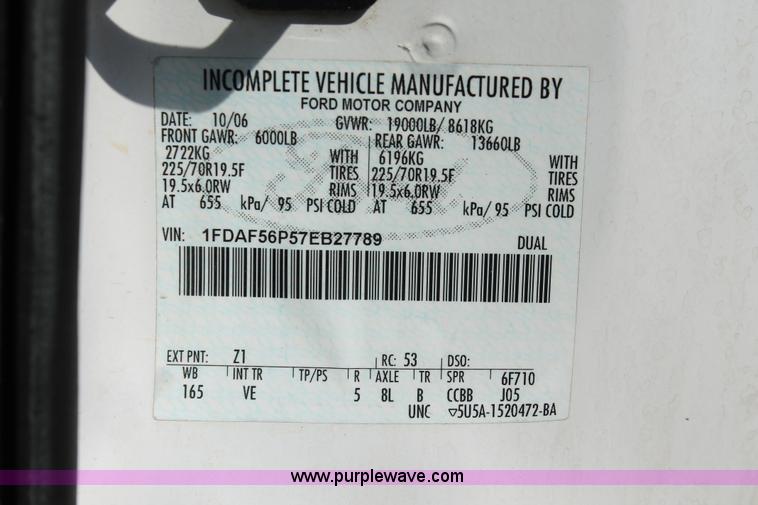 INCOMPLETE VEHICLE MANUFACTURED BY
FORD MOTOR COMPANY
DATE: 10/06 GVWR: 19000LB/ 8618KG
FRONT GAWR: 6000LB REAR GAWR: 13660LB
2722KG WITH 6196KG WITH
225/70R19.5F TIRES 225/70R19.5F TIRES
19.5x6.0RW RIMS 19.5x6.0RW RIMS
AT 655 kPa/ 95 PSI COLD AT 655 kPa/ 95 PSI COLD
VIN: 1FDAF56P57EB27789 DUAL
EXT PNT: Z1 RC: 53 DSO:
WB INT TR TP/PS R AXLE TR SPR 6F710
165 VE 5 8L B CCBB J05
UNC ▽5U5A-1520472-BA
www.purplewave.com